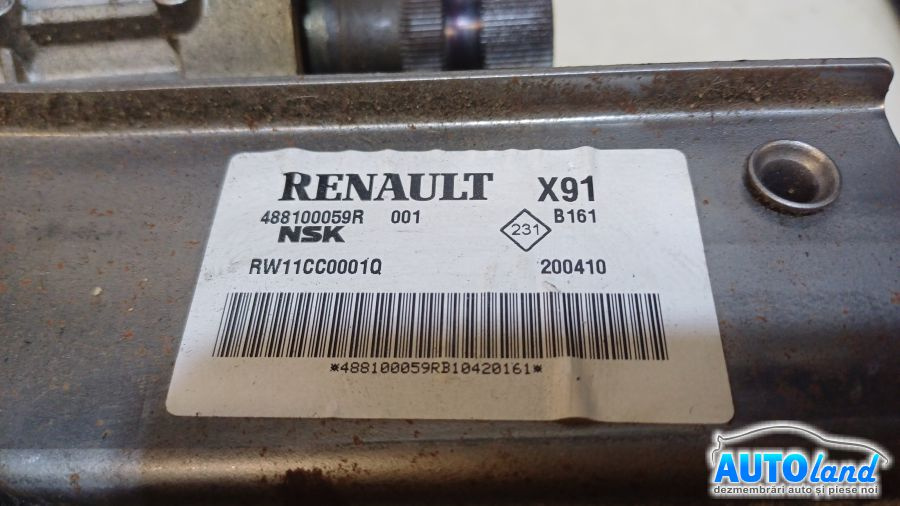 RENAULT X91
488100059R 001 231 B161
NSK
RW11CC0001Q 200410
*488100059RB10420161*
AUTOland
dezmembrări auto și piese noi